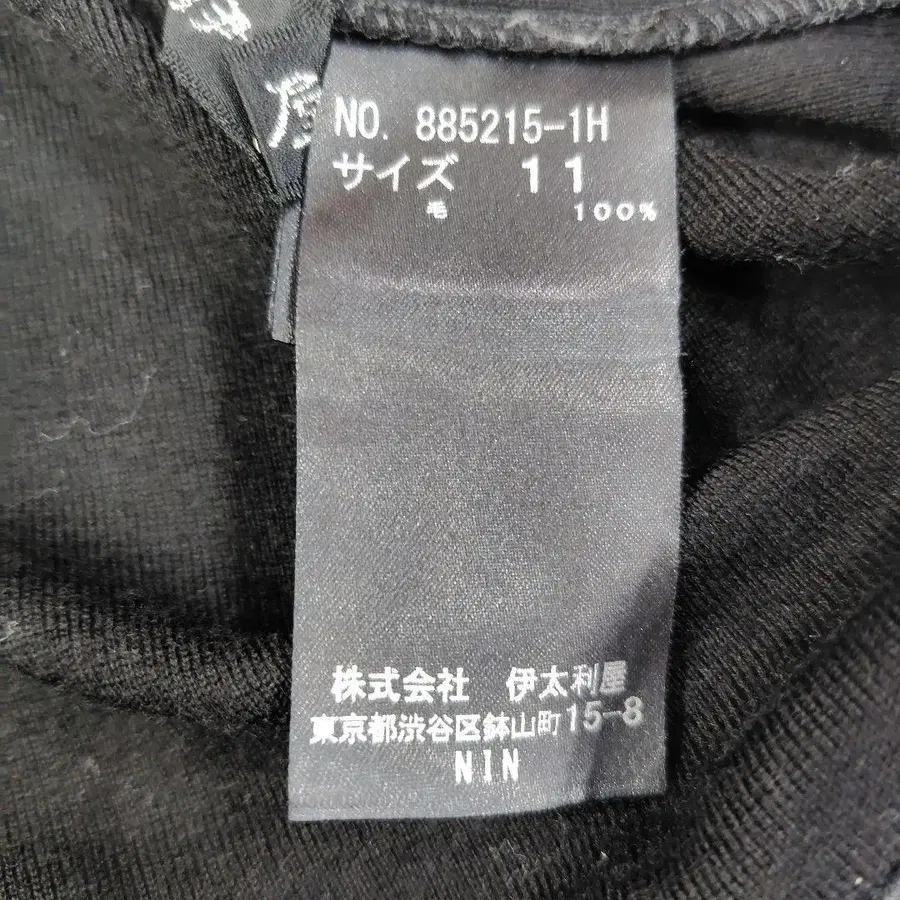 屋
NO. 885215-1H
サイズ 11
毛 100%
株式会社 伊太利屋
東京都渋谷区鉢山町15-8
NIN